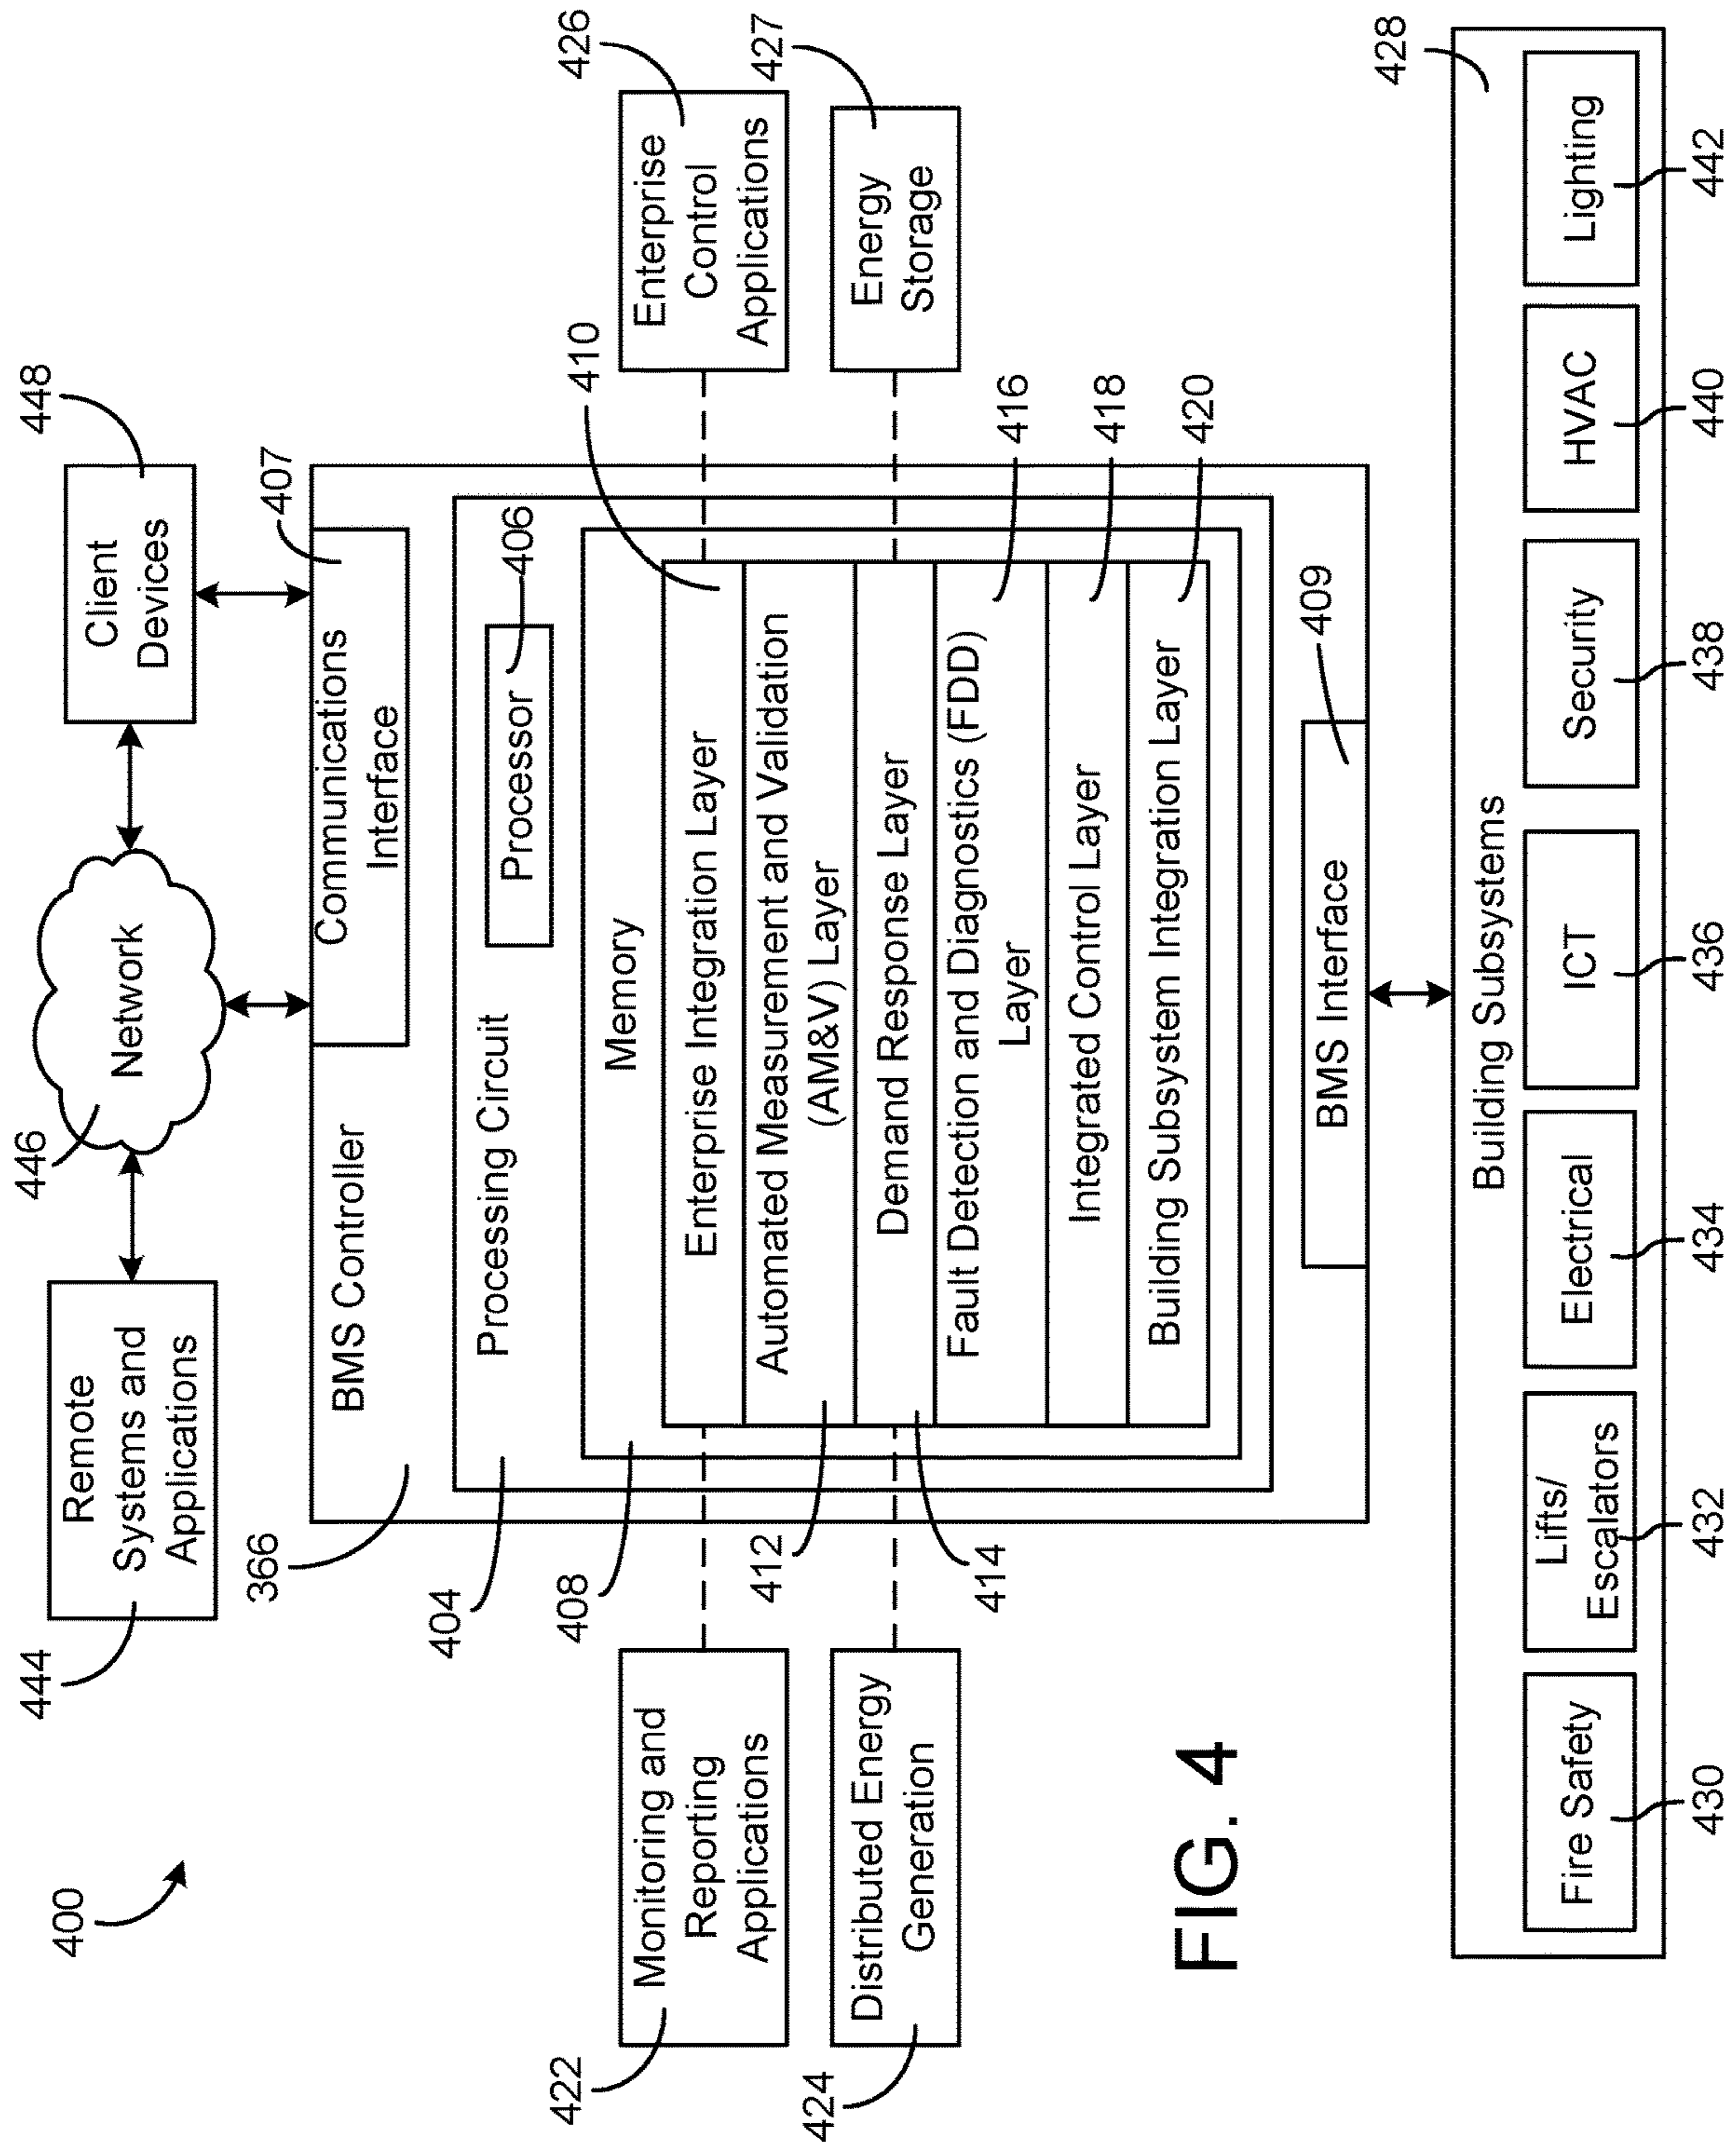 400
444
Remote
Systems and
Applications
446
Network
Client
Devices
448
366
BMS Controller
Communications
Interface
407
404
Processing Circuit
Processor
406
408
Memory
410
Enterprise Integration Layer
Automated Measurement and Validation
(AM&V) Layer
412
Demand Response Layer
414
Fault Detection and Diagnostics (FDD)
Layer
416
Integrated Control Layer
418
Building Subsystem Integration Layer
420
BMS Interface
409
422
Monitoring and
Reporting
Applications
424
Distributed Energy
Generation
Enterprise
Control
Applications
426
Energy
Storage
427
FIG. 4
Building Subsystems
428
Fire Safety
Lifts/
Escalators
Electrical
ICT
Security
HVAC
Lighting
430
432
434
436
438
440
442